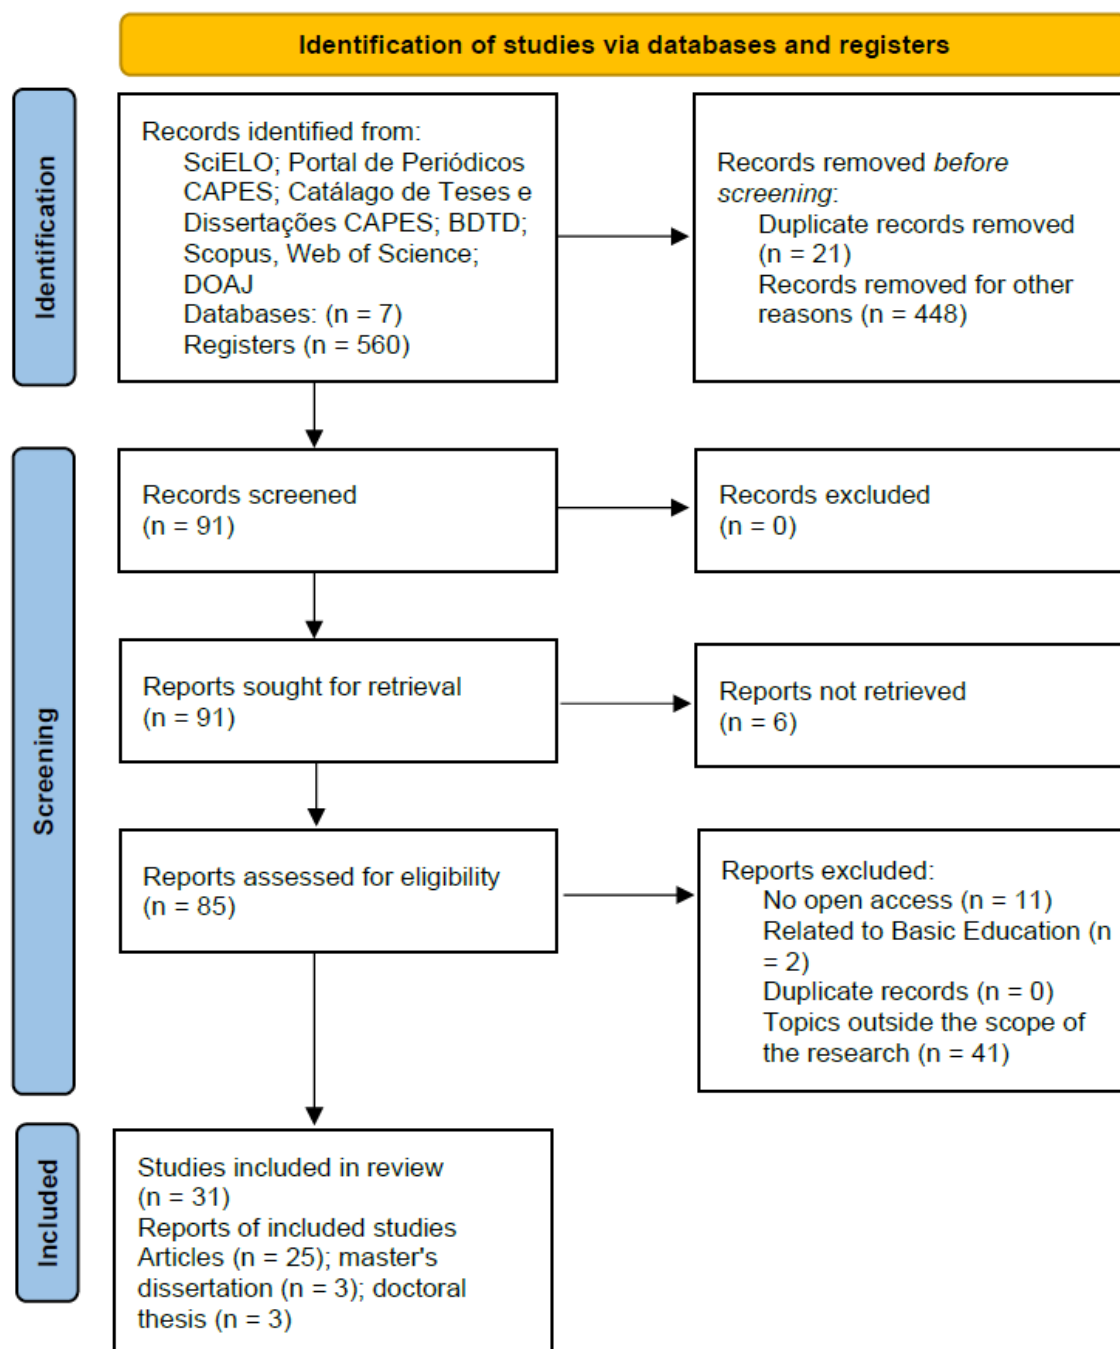 Identification of studies via databases and registers
Identification
Records identified from:
SciELO; Portal de Periódicos
CAPES; Catálago de Teses e
Dissertações CAPES; BDTD;
Scopus, Web of Science;
DOAJ
Databases: (n = 7)
Registers (n = 560)
Records removed before
screening:
Duplicate records removed
(n = 21)
Records removed for other
reasons (n = 448)
Screening
Records screened
(n = 91)
Records excluded
(n = 0)
Reports sought for retrieval
(n = 91)
Reports not retrieved
(n = 6)
Reports assessed for eligibility
(n = 85)
Reports excluded:
No open access (n = 11)
Related to Basic Education (n
= 2)
Duplicate records (n = 0)
Topics outside the scope of
the research (n = 41)
Included
Studies included in review
(n = 31)
Reports of included studies
Articles (n = 25); master's
dissertation (n = 3); doctoral
thesis (n = 3)